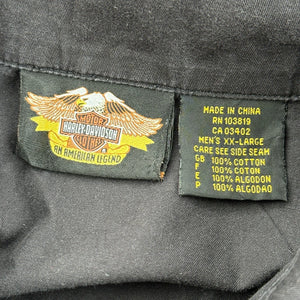 MOTOR
HARLEY-DAVIDSON
CLOTHES
AN AMERICAN LEGEND
MADE IN CHINA
RN 103819
CA 03402
MEN'S XX-LARGE
CARE SEE SIDE SEAM
GB 100% COTTON
F 100% COTON
E 100% ALGODON
P 100% ALGODAO